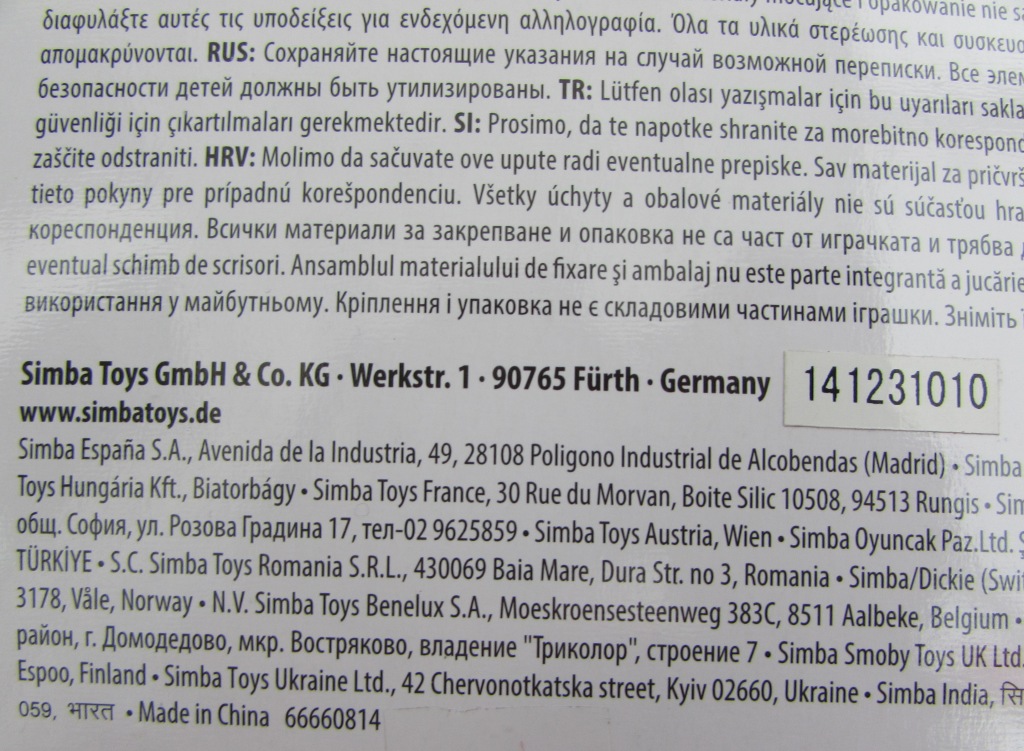 opakowanie nie
διαφυλάξτε αυτές τις υποδείξεις για ενδεχόμενη αλληλογραφία. Όλα τα υλικά στερέωσης και
απομακρύνονται. RUS: Сохраняйте настоящие указания на случай возможной переписки. Все
безопасности детей должны быть утилизированы. TR: Lütfen olası yazışmalar için bu uyarıları
güvenliği için çıkartılmaları gerekmektedir. SI: Prosimo, da te napotke shranite za morebitno
zaščite odstraniti. HRV: Molimo da sačuvate ove upute radi eventualne prepiske. Sav materijal za
tieto pokyny pre prípadnú korešpondenciu. Všetky úchyty a obalové materiály nie sú súčasťou
кореспонденция. Всички материали за закрепване и опаковка не са част от играчката и трябва
eventual schimb de scrisori. Ansamblul materialului de fixare şi ambalaj nu este parte integrantă a
використання у майбутньому. Кріплення і упаковка не є складовими частинами іграшки. Зніміть
Simba Toys GmbH & Co. KG · Werkstr. 1 · 90765 Fürth · Germany 141231010
www.simbatoys.de
Simba España S.A., Avenida de la Industria, 49, 28108 Poligono Industrial de Alcobendas (Madrid) • Simba
Toys Hungária Kft., Biatorbágy • Simba Toys France, 30 Rue du Morvan, Boite Silic 10508, 94513 Rungis •
общ. София, ул. Розова Градина 17, тел-02 9625859 • Simba Toys Austria, Wien • Simba Oyuncak Paz.Ltd.
TÜRKİYE • S.C. Simba Toys Romania S.R.L., 430069 Baia Mare, Dura Str. no 3, Romania • Simba/Dickie
3178, Våle, Norway • N.V. Simba Toys Benelux S.A., Moeskroensesteenweg 383C, 8511 Aalbeke, Belgium •
район, г. Домодедово, мкр. Востряково, владение "Триколор", строение 7 • Simba Smoby Toys UK Ltd.
Espoo, Finland • Simba Toys Ukraine Ltd., 42 Chervonotkatska street, Kyiv 02660, Ukraine • Simba India,
059, भारत • Made in China 66660814